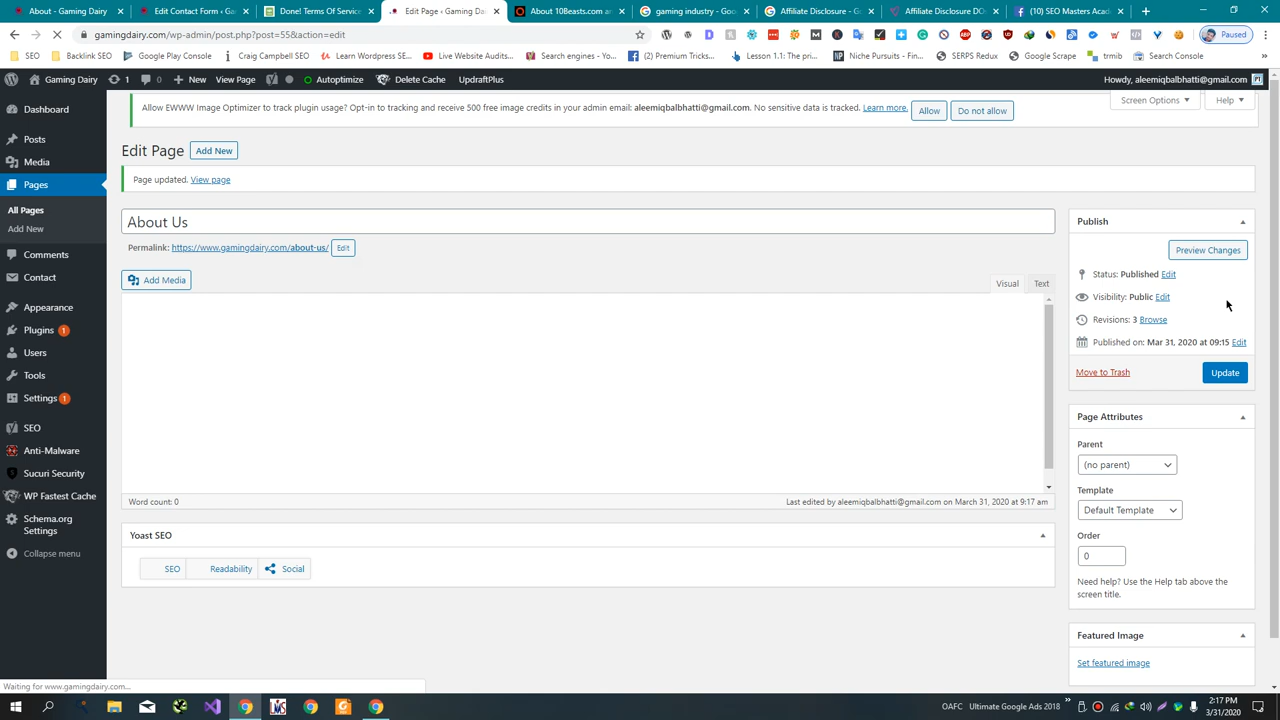 About - Gaming Dairy
Edit Contact Form ‹ Ga
Done! Terms Of Service
Edit Page ‹ Gaming Dai
About 10Beasts.com an
gaming industry - Goo
Affiliate Disclosure - G
Affiliate Disclosure DO
(10) SEO Masters Acad
gamingdairy.com/wp-admin/post.php?post=55&action=edit
Paused
SEO
Backlink SEO
Google Play Console
Craig Campbell SEO
Learn Wordpress SE...
Live Website Audits...
Search engines - Yo...
(2) Premium Tricks...
Lesson 1.1: The proj...
Niche Pursuits - Fin...
SERPS Redux
Google Scrape
trmib
Search Console
Gaming Dairy
1
0
New
View Page
Autoptimize
Delete Cache
UpdraftPlus
Howdy, aleemiqbalbhatti@gmail.com
Allow EWWW Image Optimizer to track plugin usage? Opt-in to tracking and receive 500 free image credits in your admin email: aleemiqbalbhatti@gmail.com. No sensitive data is tracked. Learn more.
Allow
Do not allow
Screen Options
Help
Dashboard
Posts
Media
Pages
All Pages
Add New
Comments
Contact
Appearance
Plugins 1
Users
Tools
Settings 1
SEO
Anti-Malware
Sucuri Security
WP Fastest Cache
Schema.org
Settings
Collapse menu
Edit Page
Add New
Page updated. View page
About Us
Permalink: https://www.gamingdairy.com/about-us/ Edit
Add Media
Visual
Text
Word count: 0
Last edited by aleemiqbalbhatti@gmail.com on March 31, 2020 at 9:17 am
Yoast SEO
SEO
Readability
Social
Publish
Preview Changes
Status: Published Edit
Visibility: Public Edit
Revisions: 3 Browse
Published on: Mar 31, 2020 at 09:15 Edit
Move to Trash
Update
Page Attributes
Parent
(no parent)
Template
Default Template
Order
0
Need help? Use the Help tab above the
screen title.
Featured Image
Set featured image
Waiting for www.gamingdairy.com...
OAFC
Ultimate Google Ads 2018
2:17 PM
3/31/2020